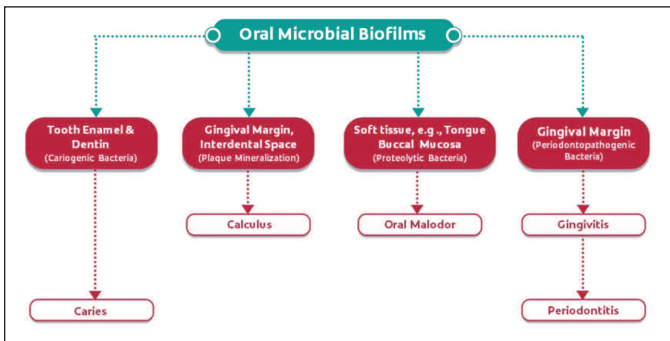 Oral Microbial Biofilms
Tooth Enamel &
Dentin
(Cariogenic Bacteria)
Gingival Margin,
Interdental Space
(Plaque Mineralization)
Soft tissue, e.g., Tongue
Buccal Mucosa
(Proteolytic Bacteria)
Gingival Margin
(Periodontopathogenic
Bacteria)
Calculus
Oral Malodor
Gingivitis
Caries
Periodontitis